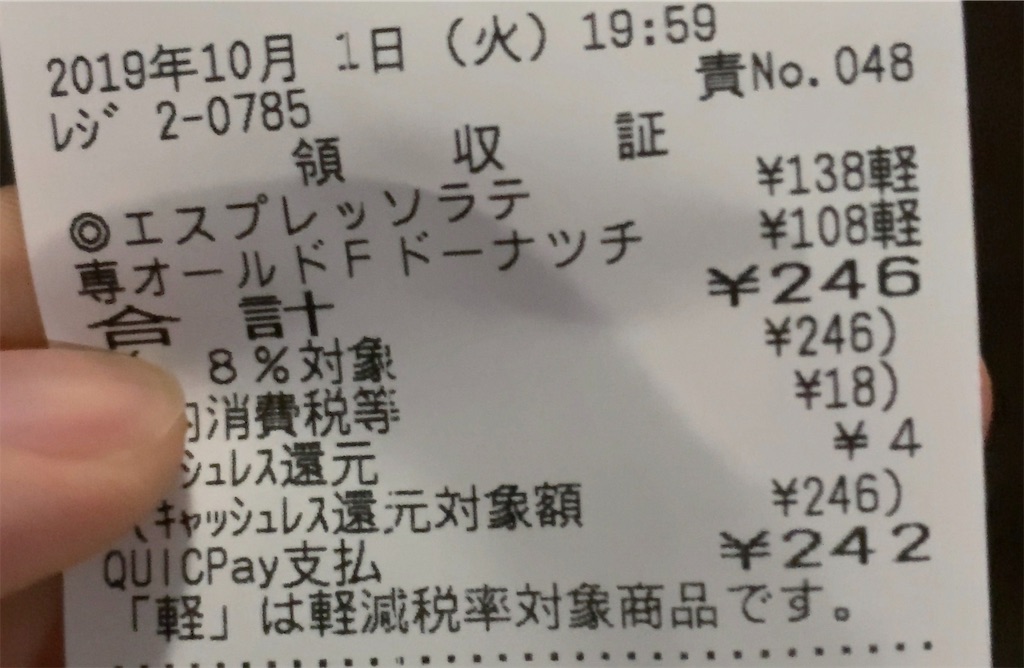 2019年10月 1日 (火) 19:59
ﾚｼﾞ 2-0785 責No.048
領 収 証
◎エスプレッソラテ ¥138軽
専オールドF ドーナツチ ¥108軽
合 計 ¥246
8%対象 ¥246)
内消費税等 ¥18)
ｼｭﾚｽ還元 ¥4
(ｷｬｯｼｭﾚｽ還元対象額 ¥246)
QUICPay支払 ¥242
「軽」は軽減税率対象商品です。